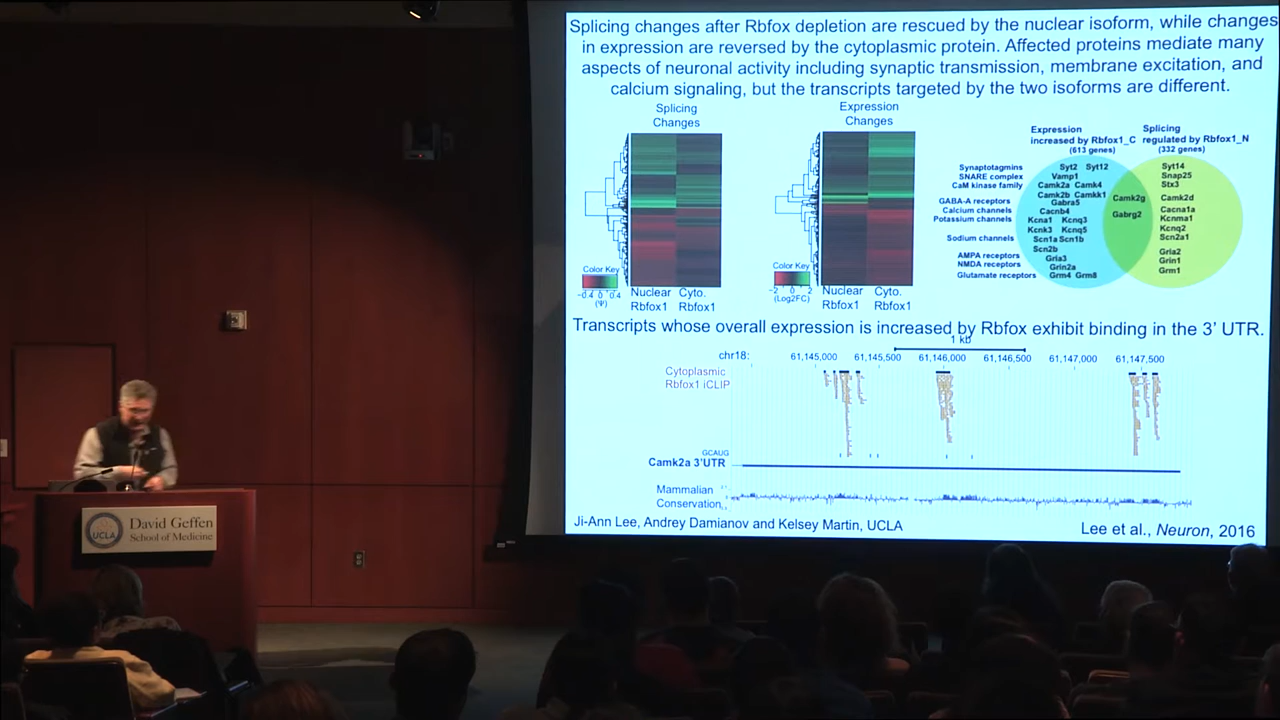 Splicing changes after Rbfox depletion are rescued by the nuclear isoform, while changes
in expression are reversed by the cytoplasmic protein. Affected proteins mediate many
aspects of neuronal activity including synaptic transmission, membrane excitation, and
calcium signaling, but the transcripts targeted by the two isoforms are different.
Splicing
Changes
Expression
Changes
Color Key
-0.4 0 0.4
(Ψ)
Nuclear
Rbfox1
Cyto.
Rbfox1
Color Key
-2 0 2
(Log2FC)
Nuclear
Rbfox1
Cyto.
Rbfox1
Expression
increased by Rbfox1_C
(613 genes)
Splicing
regulated by Rbfox1_N
(332 genes)
Synaptotagmins
SNARE complex
CaM kinase family
GABA-A receptors
Calcium channels
Potassium channels
Sodium channels
AMPA receptors
NMDA receptors
Glutamate receptors
Syt2 Syt12
Vamp1
Camk2a Camk4
Camk2b Camkk1
Gabra5
Cacnb4
Kcna1 Kcnq3
Kcnk3 Kcnq5
Scn1a Scn1b
Scn2b
Gria3
Grin2a
Grm4 Grm8
Camk2g
Gabrg2
Syt14
Snap25
Stx3
Camk2d
Cacna1a
Kcnma1
Kcnq2
Scn2a1
Gria2
Grin1
Grm1
Transcripts whose overall expression is increased by Rbfox exhibit binding in the 3' UTR.
1 kb
chr18: 61,145,000 61,145,500 61,146,000 61,146,500 61,147,000 61,147,500
Cytoplasmic
Rbfox1 iCLIP
GCAUG
Camk2a 3'UTR
Mammalian
Conservation
Ji-Ann Lee, Andrey Damianov and Kelsey Martin, UCLA
Lee et al., Neuron, 2016
UCLA
David Geffen
School of Medicine